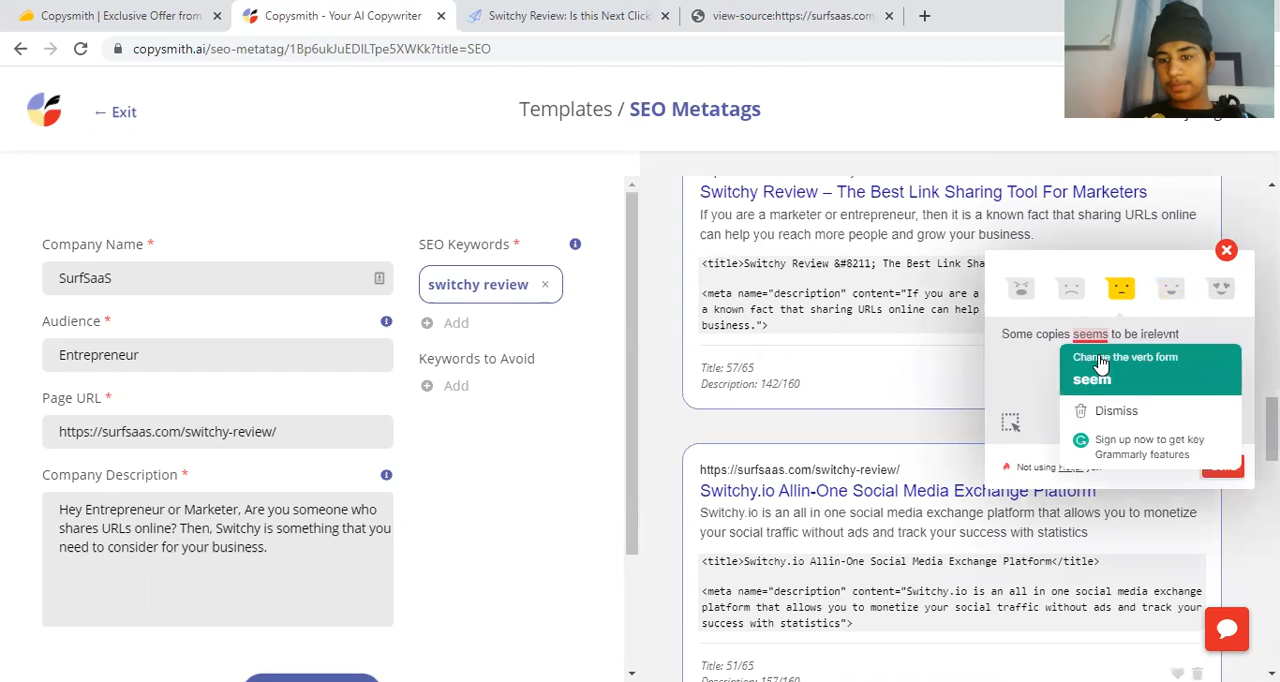 Copysmith | Exclusive Offer from
Copysmith - Your AI Copywriter
Switchy Review: Is this Next Click
view-source:https://surfsaas.com
copysmith.ai/seo-metatag/1Bp6ukJuEDILTpe5XWKk?title=SEO
← Exit
Templates / SEO Metatags
Company Name *
SurfSaaS
Audience *
Entrepreneur
Page URL *
https://surfsaas.com/switchy-review/
Company Description *
Hey Entrepreneur or Marketer, Are you someone who
shares URLs online? Then, Switchy is something that you
need to consider for your business.
SEO Keywords *
switchy review ×
Add
Keywords to Avoid
Add
Switchy Review – The Best Link Sharing Tool For Marketers
If you are a marketer or entrepreneur, then it is a known fact that sharing URLs online
can help you reach more people and grow your business.
<title>Switchy Review &#8211; The Best Link Sha
<meta name="description" content="If you are a
a known fact that sharing URLs online can help
business.">
Title: 57/65
Description: 142/160
Some copies seems to be irelevnt
Change the verb form
seem
Dismiss
Sign up now to get key
Grammarly features
Not using
https://surfsaas.com/switchy-review/
Switchy.io Allin-One Social Media Exchange Platform
Switchy.io is an all in one social media exchange platform that allows you to monetize
your social traffic without ads and track your success with statistics
<title>Switchy.io Allin-One Social Media Exchange Platform</title>
<meta name="description" content="Switchy.io is an all in one social media exchange
platform that allows you to monetize your social traffic without ads and track your
success with statistics">
Title: 51/65
Description: 157/160